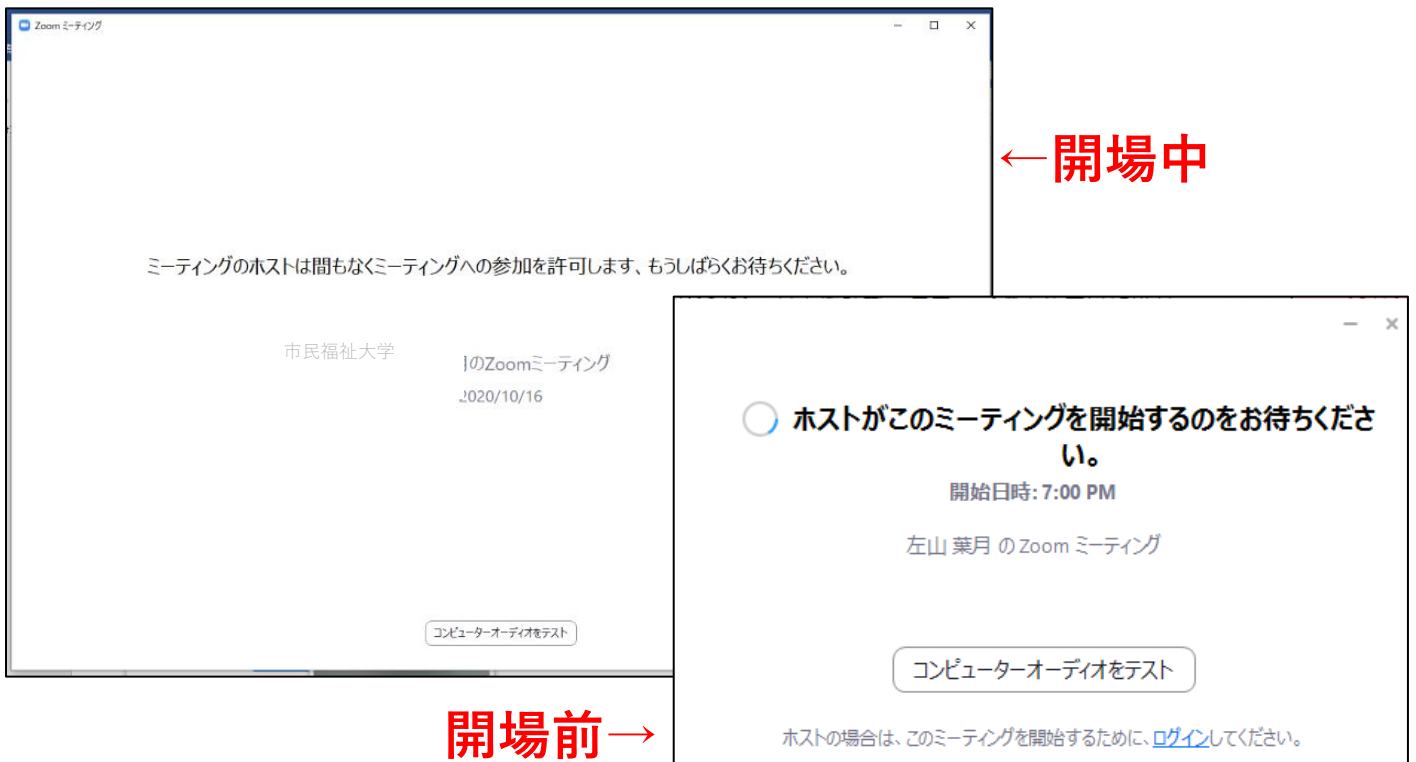 Zoom ミーティング
←開場中
ミーティングのホストは間もなくミーティングへの参加を許可します、もうしばらくお待ちください。
市民福祉大学
月のZoomミーティング
2020/10/16
コンピューターオーディオをテスト
開場前→
ホストがこのミーティングを開始するのをお待ちくださ
い。
開始日時: 7:00 PM
左山 葉月 の Zoom ミーティング
コンピューターオーディオをテスト
ホストの場合は、このミーティングを開始するために、ログインしてください。